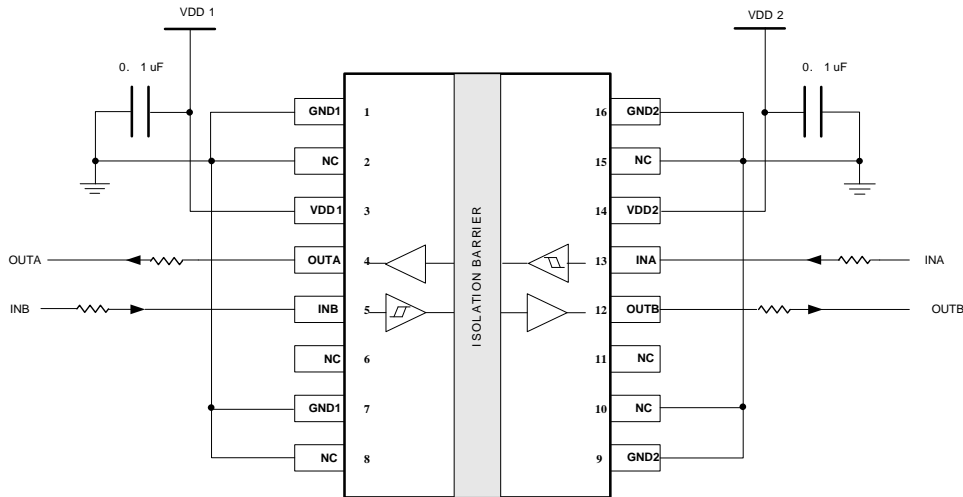 VDD 1
VDD 2
0. 1 uF
0. 1 uF
GND1 1 16 GND2
NC 2 15 NC
VDD1 3 14 VDD2
OUTA OUTA 4 13 INA INA
INB INB 5 12 OUTB OUTB
NC 6 11 NC
GND1 7 10 NC
NC 8 9 GND2
ISOLATION BARRIER